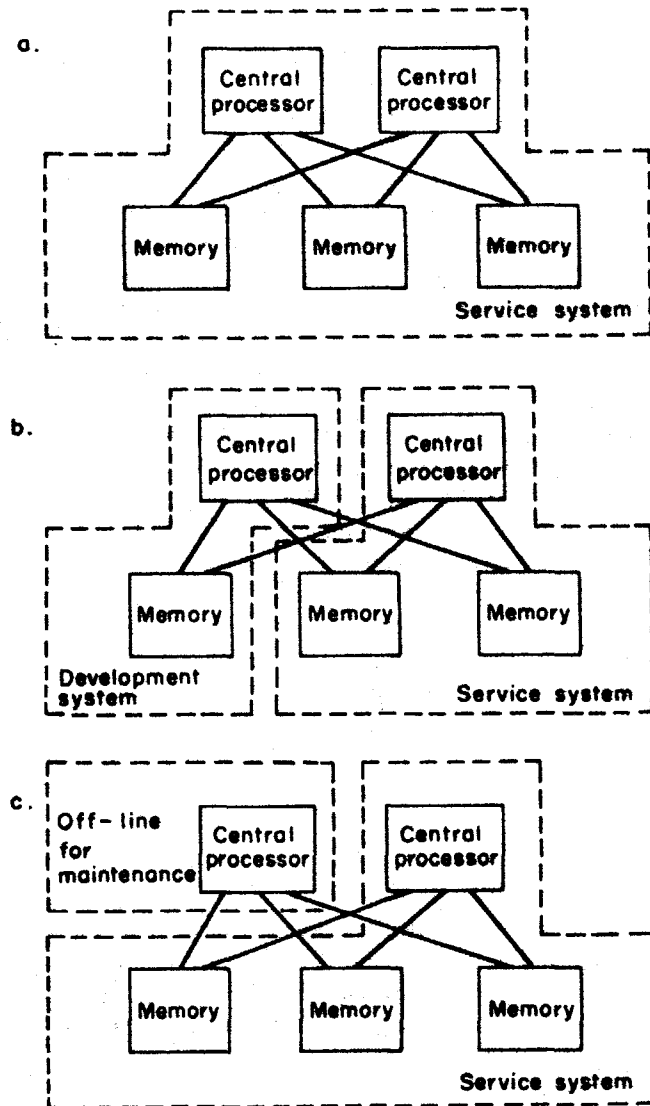 a.
Central
processor
Central
processor
Memory
Memory
Memory
Service system
b.
Central
processor
Central
processor
Memory
Memory
Memory
Development
system
Service system
c.
Off-line
for
maintenance
Central
processor
Central
processor
Memory
Memory
Memory
Service system